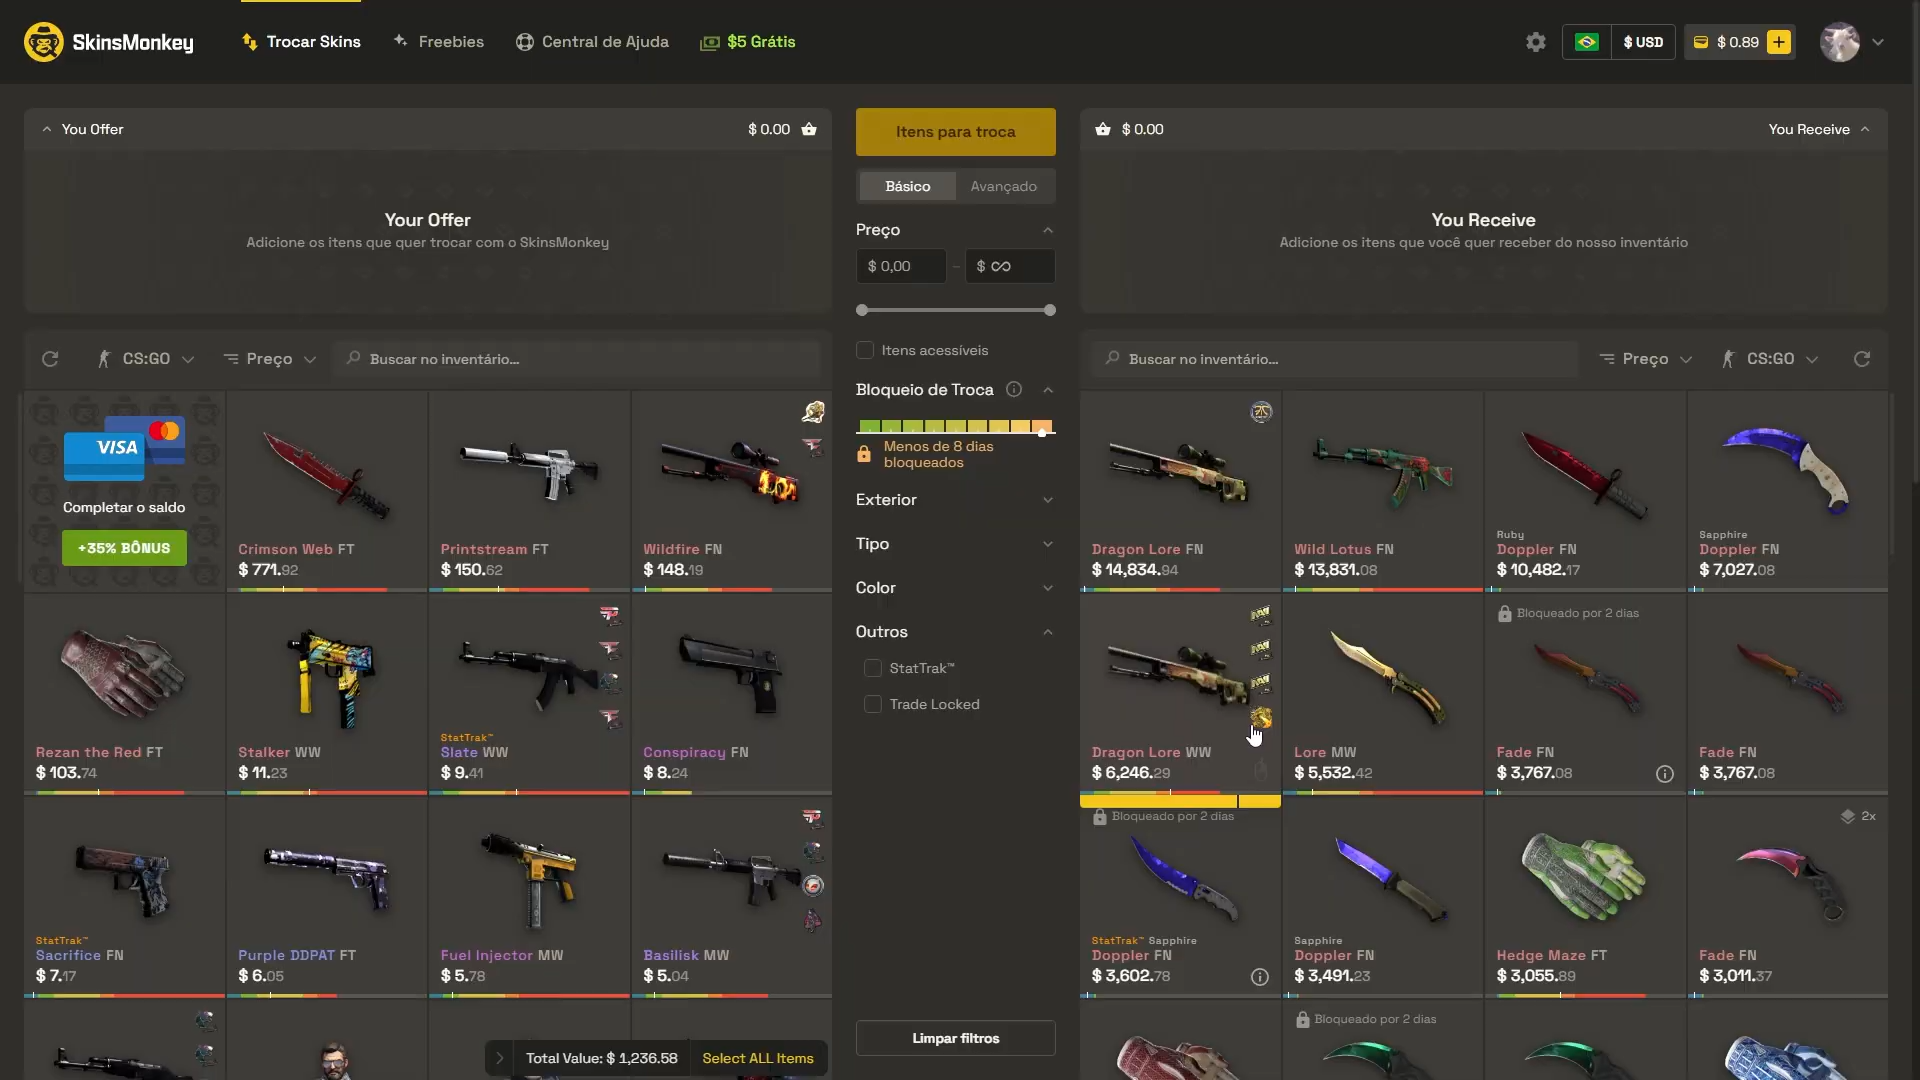 SkinsMonkey
Trocar Skins
Freebies
Central de Ajuda
$5 Grátis
$ USD
$ 0.89
You Offer
$ 0.00
Your Offer
Adicione os itens que quer trocar com o SkinsMonkey
Itens para troca
Básico
Avançado
Preço
$ 0,00
–
$ ∞
Itens acessíveis
Bloqueio de Troca
Menos de 8 dias
bloqueados
Exterior
Tipo
Color
Outros
StatTrak™
Trade Locked
Limpar filtros
$ 0.00
You Receive
You Receive
Adicione os itens que você quer receber do nosso inventário
CS:GO
Preço
Buscar no inventário...
VISA
Completar o saldo
+35% BÔNUS
Crimson Web FT
$ 771.92
Printstream FT
$ 150.62
Wildfire FN
$ 148.19
Rezan the Red FT
$ 103.74
Stalker WW
$ 11.23
StatTrak™
Slate WW
$ 9.41
Conspiracy FN
$ 8.24
StatTrak™
Sacrifice FN
$ 7.17
Purple DDPAT FT
$ 6.05
Fuel Injector MW
$ 5.78
Basilisk MW
$ 5.04
Total Value: $ 1,236.58
Select ALL Items
Buscar no inventário...
Preço
CS:GO
Dragon Lore FN
$ 14,834.94
Wild Lotus FN
$ 13,831.08
Ruby
Doppler FN
$ 10,482.17
Sapphire
Doppler FN
$ 7,027.08
Dragon Lore WW
$ 6,246.29
Lore MW
$ 5,532.42
Bloqueado por 2 dias
Fade FN
$ 3,767.08
Fade FN
$ 3,767.08
Bloqueado por 2 dias
StatTrak™ Sapphire
Doppler FN
$ 3,602.78
Sapphire
Doppler FN
$ 3,491.23
Hedge Maze FT
$ 3,055.89
2x
Fade FN
$ 3,011.37
Bloqueado por 2 dias